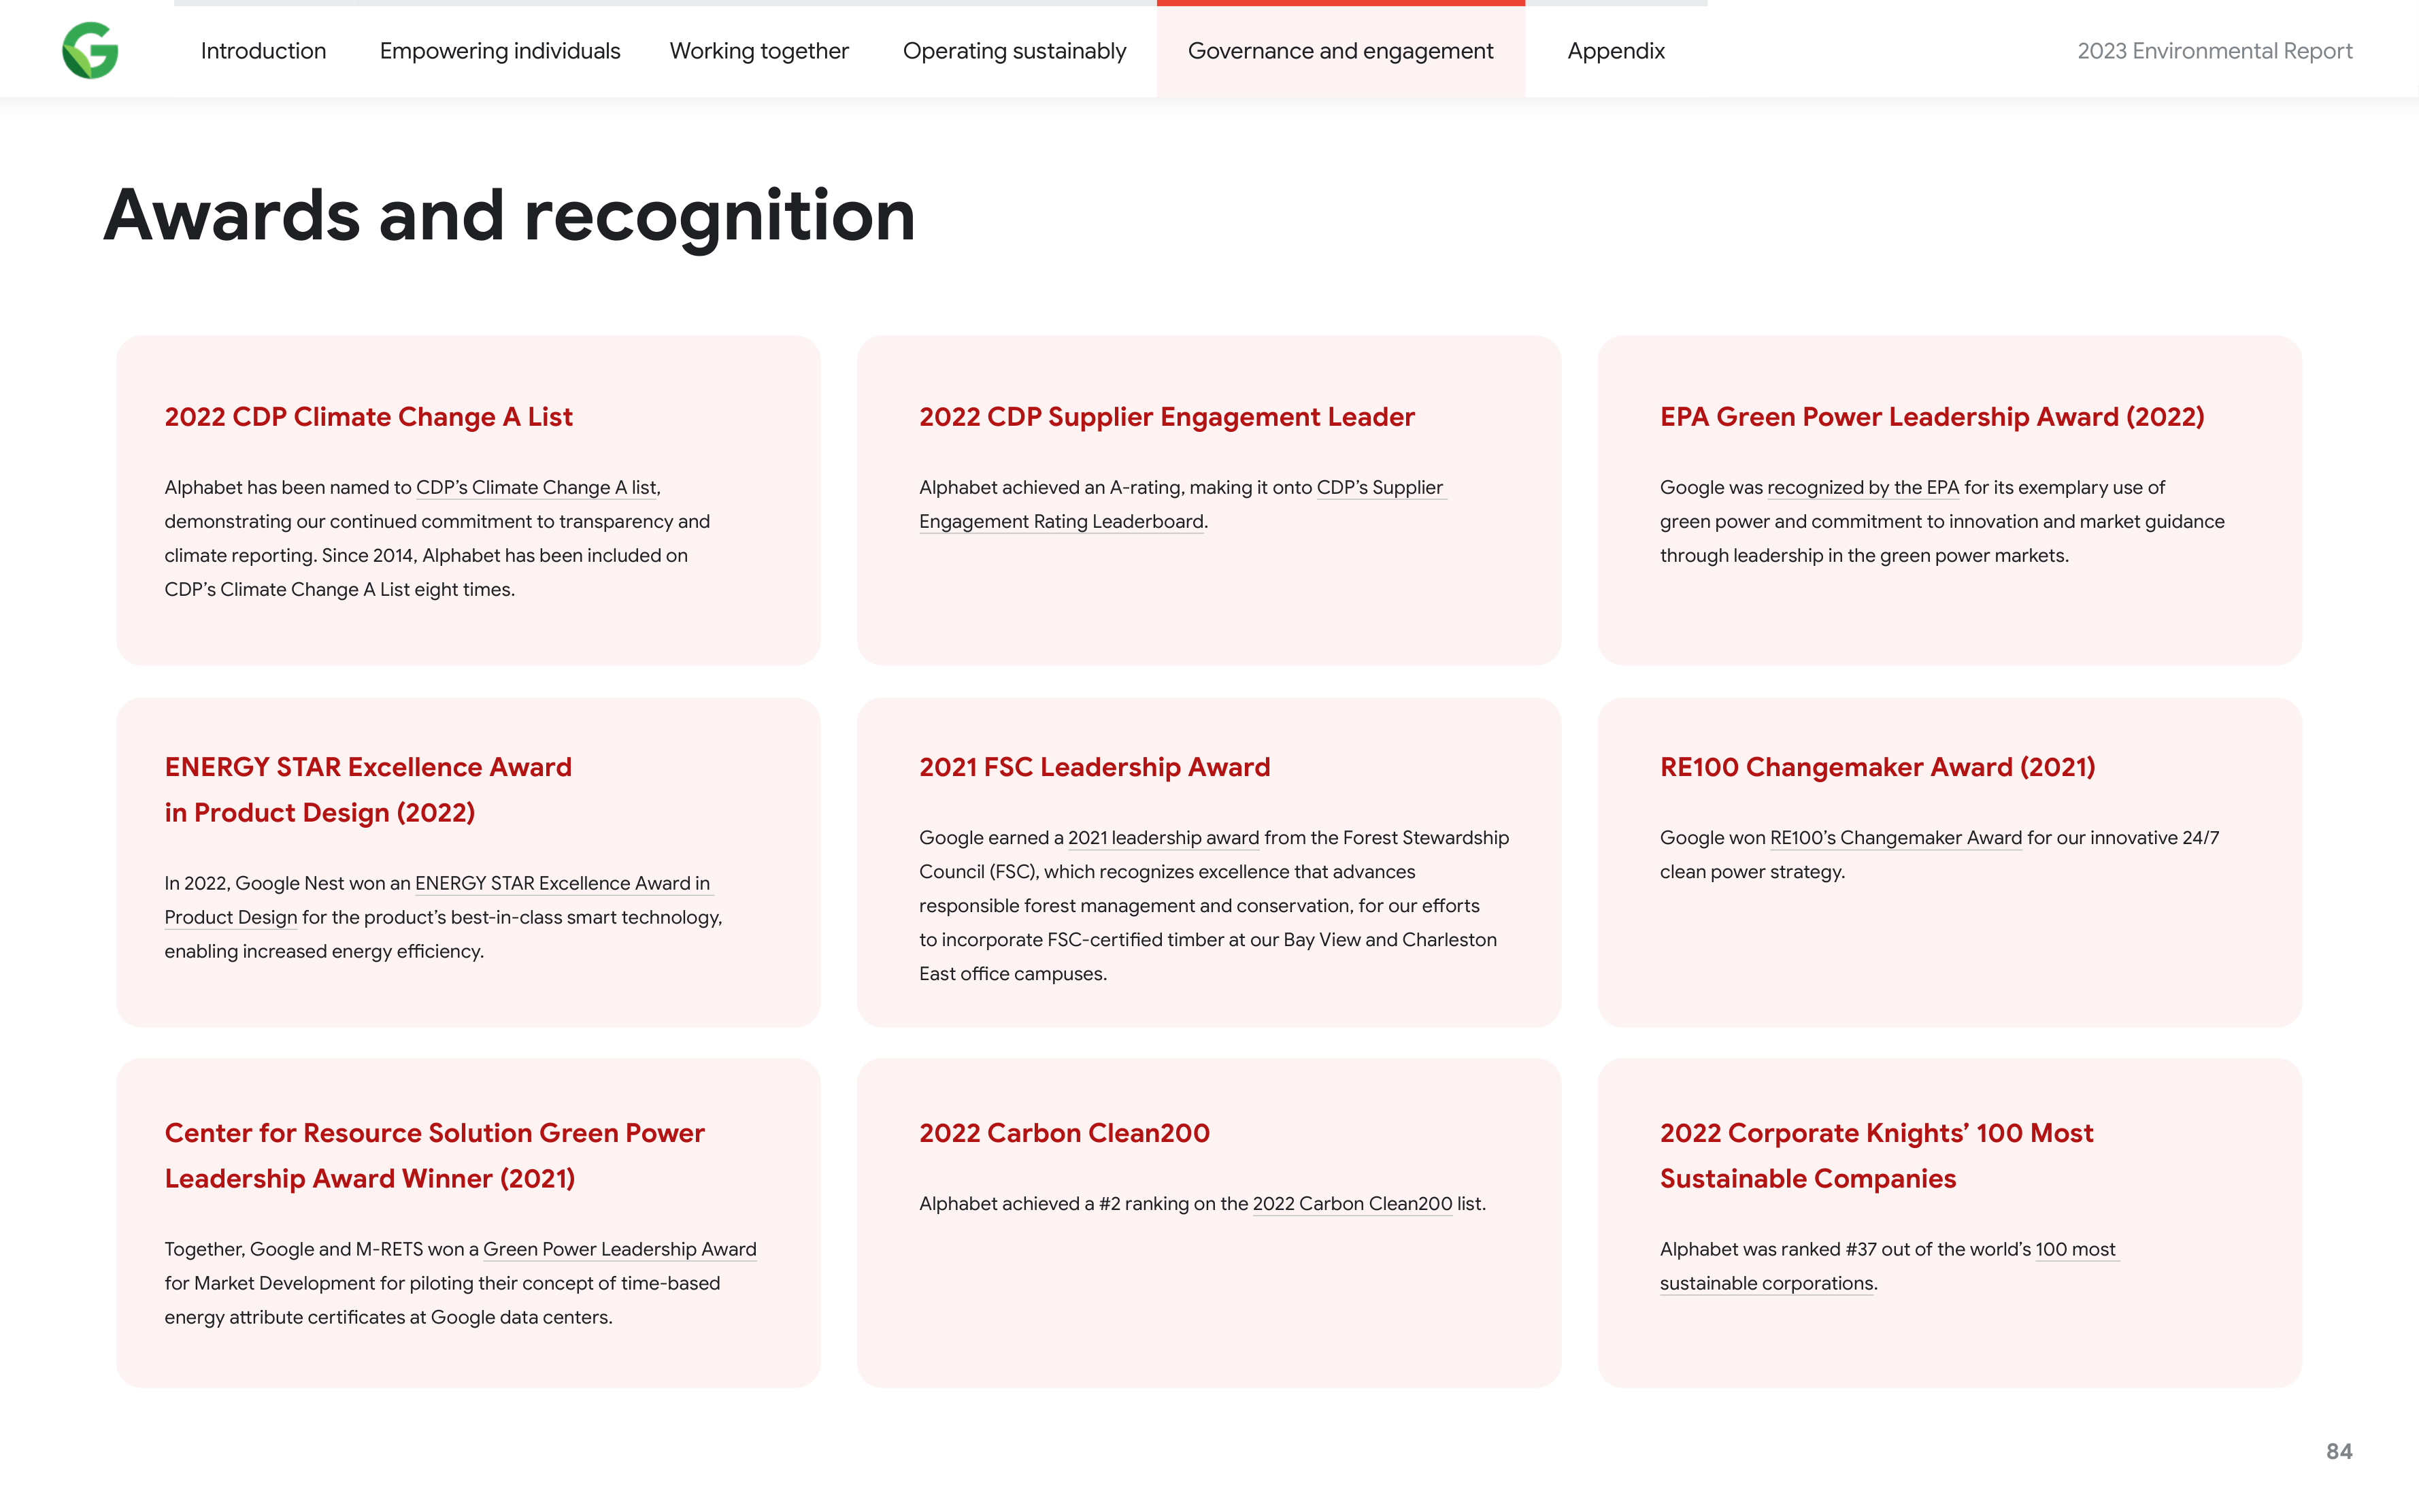 Introduction
Empowering individuals
Working together
Operating sustainably
Governance and engagement
Appendix
2023 Environmental Report
Awards and recognition
2022 CDP Climate Change A List
Alphabet has been named to CDP’s Climate Change A list,
demonstrating our continued commitment to transparency and
climate reporting. Since 2014, Alphabet has been included on
CDP’s Climate Change A List eight times.
2022 CDP Supplier Engagement Leader
Alphabet achieved an A-rating, making it onto CDP’s Supplier
Engagement Rating Leaderboard.
EPA Green Power Leadership Award (2022)
Google was recognized by the EPA for its exemplary use of
green power and commitment to innovation and market guidance
through leadership in the green power markets.
ENERGY STAR Excellence Award
in Product Design (2022)
In 2022, Google Nest won an ENERGY STAR Excellence Award in
Product Design for the product’s best-in-class smart technology,
enabling increased energy efficiency.
2021 FSC Leadership Award
Google earned a 2021 leadership award from the Forest Stewardship
Council (FSC), which recognizes excellence that advances
responsible forest management and conservation, for our efforts
to incorporate FSC-certified timber at our Bay View and Charleston
East office campuses.
RE100 Changemaker Award (2021)
Google won RE100’s Changemaker Award for our innovative 24/7
clean power strategy.
Center for Resource Solution Green Power
Leadership Award Winner (2021)
Together, Google and M-RETS won a Green Power Leadership Award
for Market Development for piloting their concept of time-based
energy attribute certificates at Google data centers.
2022 Carbon Clean200
Alphabet achieved a #2 ranking on the 2022 Carbon Clean200 list.
2022 Corporate Knights’ 100 Most
Sustainable Companies
Alphabet was ranked #37 out of the world’s 100 most
sustainable corporations.
84